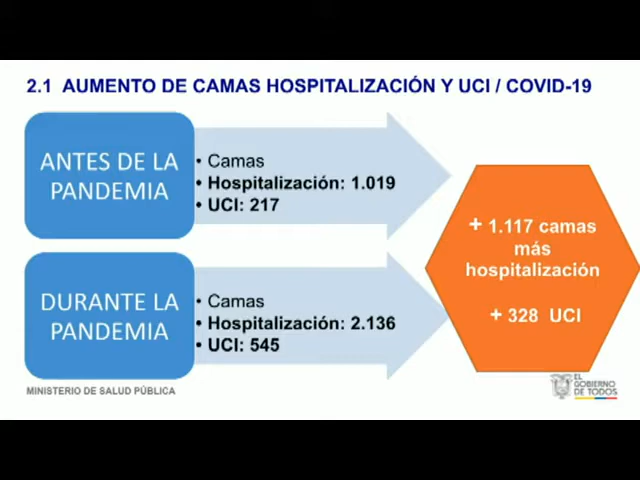 2.1 AUMENTO DE CAMAS HOSPITALIZACIÓN Y UCI / COVID-19
ANTES DE LA
PANDEMIA
• Camas
• Hospitalización: 1.019
• UCI: 217
DURANTE LA
PANDEMIA
• Camas
• Hospitalización: 2.136
• UCI: 545
+ 1.117 camas
más
hospitalización
+ 328 UCI
MINISTERIO DE SALUD PÚBLICA
EL
GOBIERNO
DE TODOS